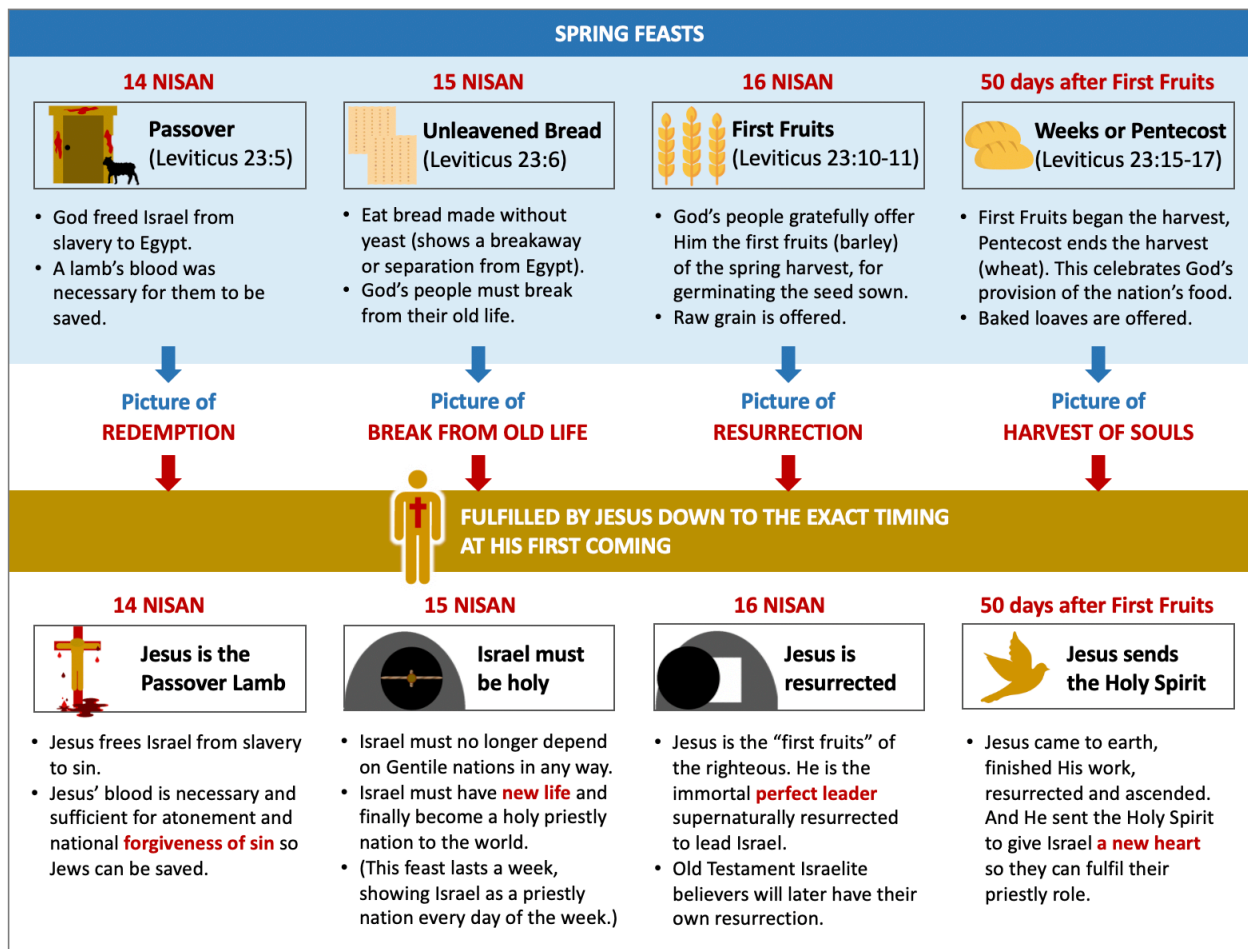 SPRING FEASTS
14 NISAN
Passover
(Leviticus 23:5)
• God freed Israel from
slavery to Egypt.
• A lamb’s blood was
necessary for them to be
saved.
Picture of
REDEMPTION
15 NISAN
Unleavened Bread
(Leviticus 23:6)
• Eat bread made without
yeast (shows a breakaway
or separation from Egypt).
• God’s people must break
from their old life.
Picture of
BREAK FROM OLD LIFE
16 NISAN
First Fruits
(Leviticus 23:10-11)
• God’s people gratefully offer
Him the first fruits (barley)
of the spring harvest, for
germinating the seed sown.
• Raw grain is offered.
Picture of
RESURRECTION
50 days after First Fruits
Weeks or Pentecost
(Leviticus 23:15-17)
• First Fruits began the harvest,
Pentecost ends the harvest
(wheat). This celebrates God’s
provision of the nation’s food.
• Baked loaves are offered.
Picture of
HARVEST OF SOULS
FULFILLED BY JESUS DOWN TO THE EXACT TIMING
AT HIS FIRST COMING
14 NISAN
Jesus is the
Passover Lamb
• Jesus frees Israel from slavery
to sin.
• Jesus’ blood is necessary and
sufficient for atonement and
national forgiveness of sin so
Jews can be saved.
15 NISAN
Israel must
be holy
• Israel must no longer depend
on Gentile nations in any way.
• Israel must have new life and
finally become a holy priestly
nation to the world.
• (This feast lasts a week,
showing Israel as a priestly
nation every day of the week.)
16 NISAN
Jesus is
resurrected
• Jesus is the “first fruits” of
the righteous. He is the
immortal perfect leader
supernaturally resurrected
to lead Israel.
• Old Testament Israelite
believers will later have their
own resurrection.
50 days after First Fruits
Jesus sends
the Holy Spirit
• Jesus came to earth,
finished His work,
resurrected and ascended.
And He sent the Holy Spirit
to give Israel a new heart
so they can fulfil their
priestly role.